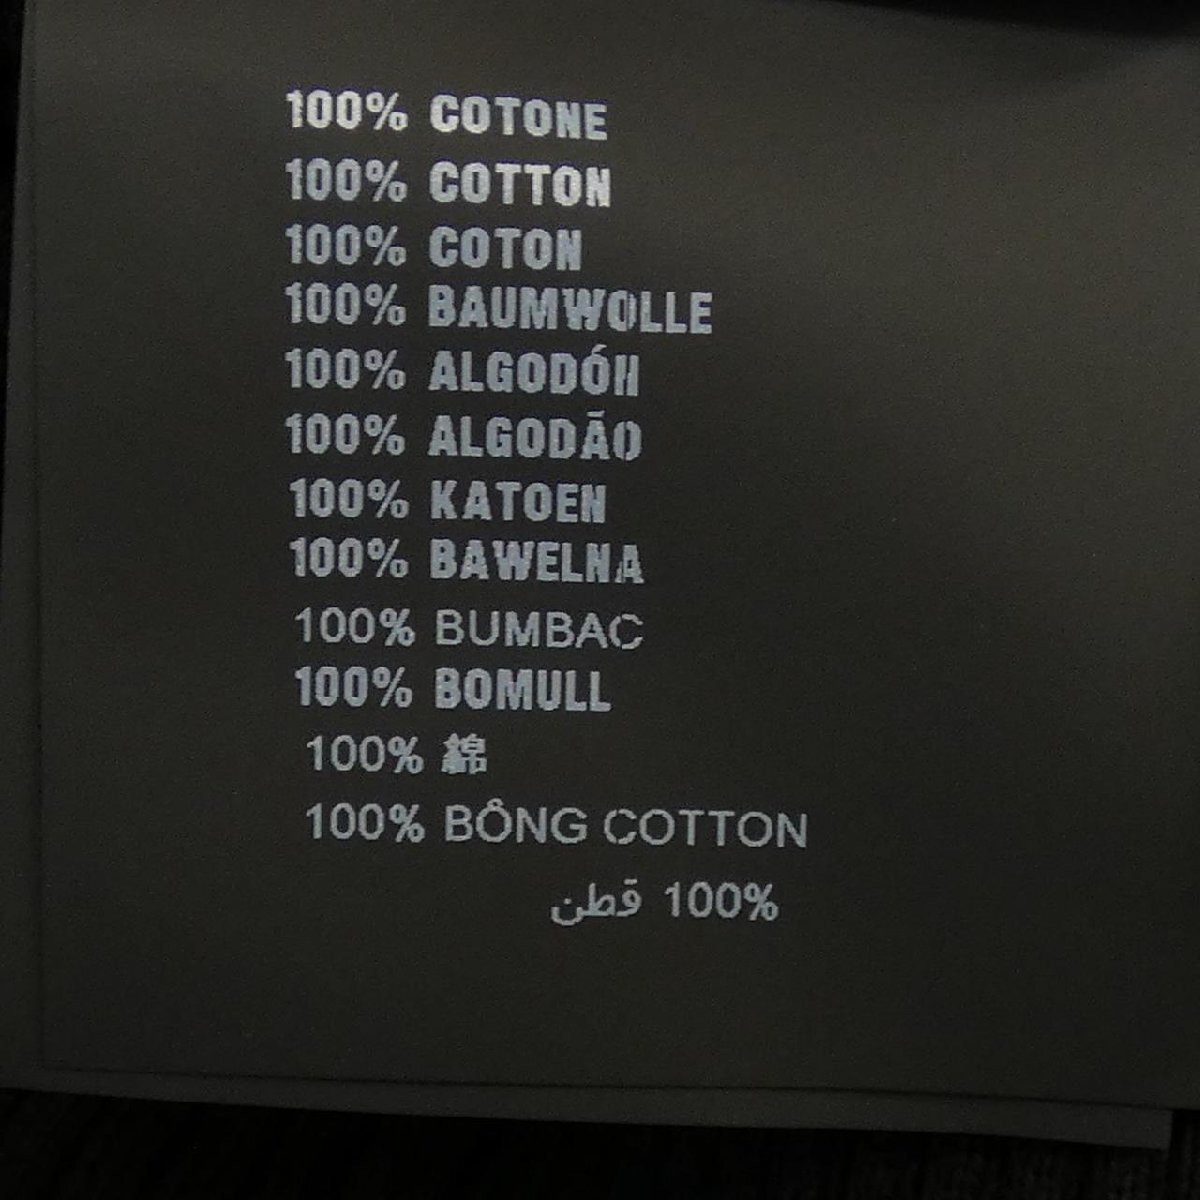 100% COTONE
100% COTTON
100% COTON
100% BAUMWOLLE
100% ALGODÓN
100% ALGODÃO
100% KATOEN
100% BAWELNA
100% BUMBAC
100% BOMULL
100% 綿
100% BÔNG COTTON
100% قطن